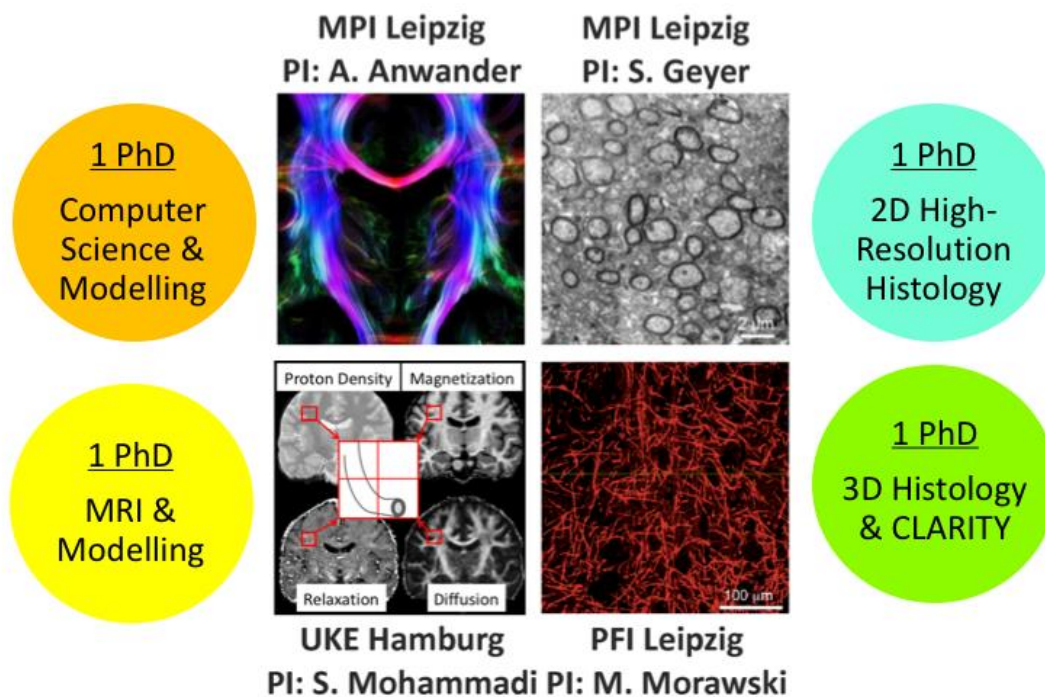 MPI Leipzig
PI: A. Anwander
MPI Leipzig
PI: S. Geyer
1 PhD
Computer
Science &
Modelling
2 µm
1 PhD
2D High-
Resolution
Histology
1 PhD
MRI &
Modelling
Proton Density
Magnetization
Relaxation
Diffusion
100 µm
1 PhD
3D Histology
& CLARITY
UKE Hamburg
PI: S. Mohammadi
PFI Leipzig
PI: M. Morawski